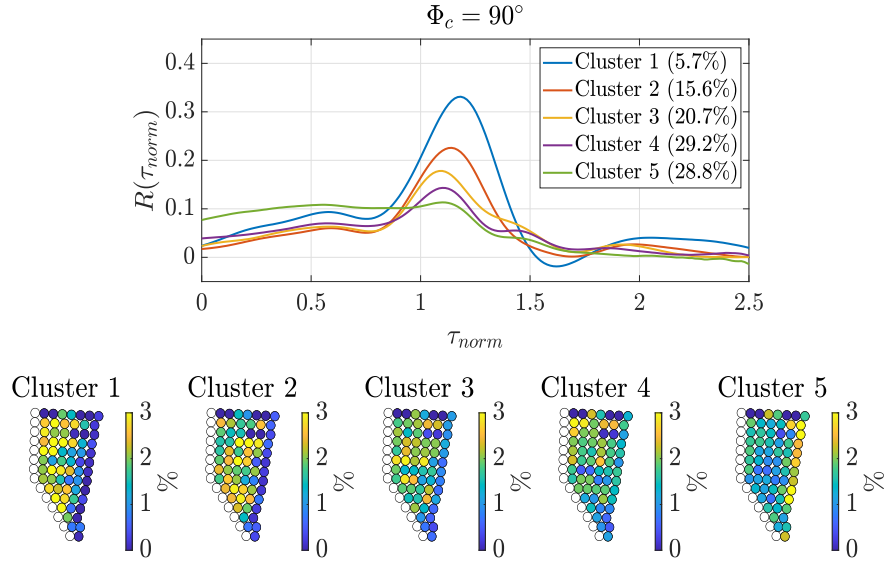 Φc = 90°
R(τnorm)
0.4
0.3
0.2
0.1
0
Cluster 1 (5.7%)
Cluster 2 (15.6%)
Cluster 3 (20.7%)
Cluster 4 (29.2%)
Cluster 5 (28.8%)
0 0.5 1 1.5 2 2.5
τnorm
Cluster 1 Cluster 2 Cluster 3 Cluster 4 Cluster 5
3 3 3 3 3
2 2 2 2 2
% % % % %
1 1 1 1 1
0 0 0 0 0